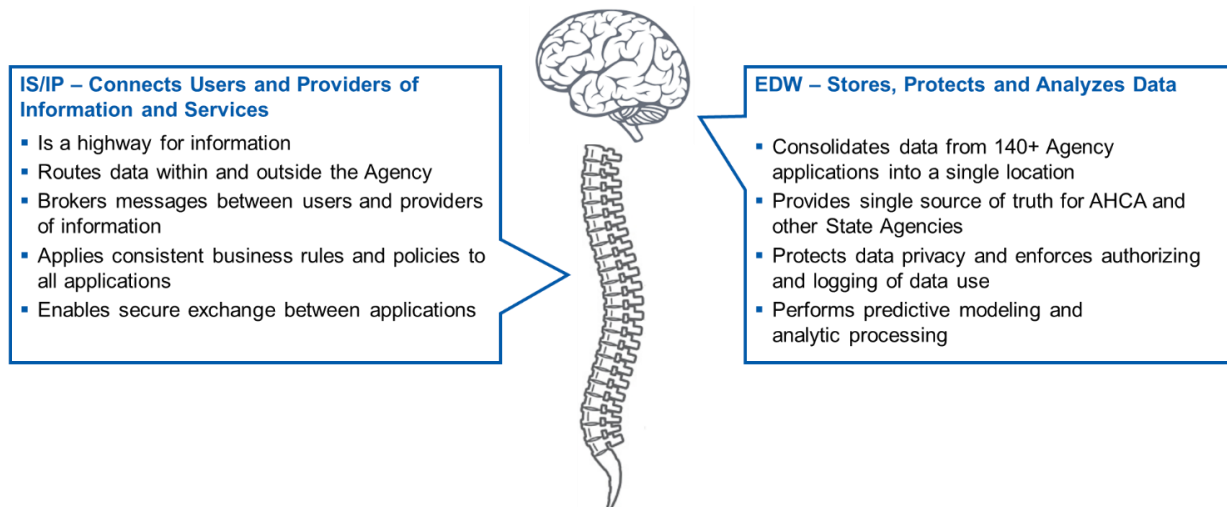 IS/IP – Connects Users and Providers of
Information and Services
▪ Is a highway for information
▪ Routes data within and outside the Agency
▪ Brokers messages between users and providers
of information
▪ Applies consistent business rules and policies to
all applications
▪ Enables secure exchange between applications
EDW – Stores, Protects and Analyzes Data
▪ Consolidates data from 140+ Agency
applications into a single location
▪ Provides single source of truth for AHCA and
other State Agencies
▪ Protects data privacy and enforces authorizing
and logging of data use
▪ Performs predictive modeling and
analytic processing